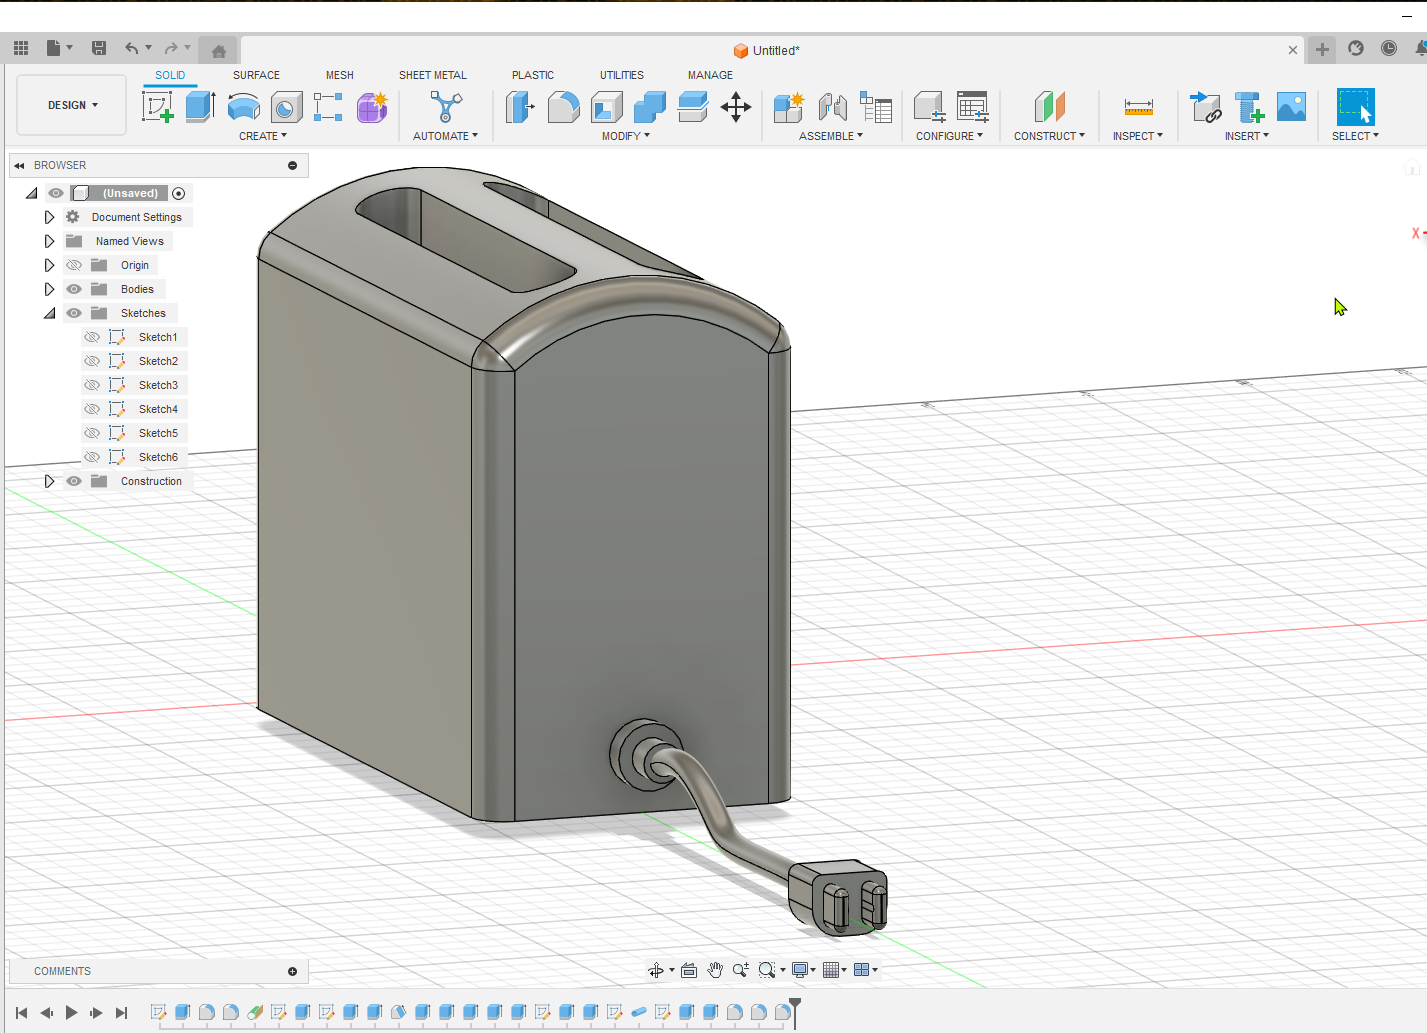 Untitled*
SOLID SURFACE MESH SHEET METAL PLASTIC UTILITIES MANAGE
DESIGN
CREATE AUTOMATE MODIFY ASSEMBLE CONFIGURE CONSTRUCT INSPECT INSERT SELECT
BROWSER
(Unsaved)
Document Settings
Named Views
Origin
Bodies
Sketches
Sketch1
Sketch2
Sketch3
Sketch4
Sketch5
Sketch6
Construction
X
COMMENTS